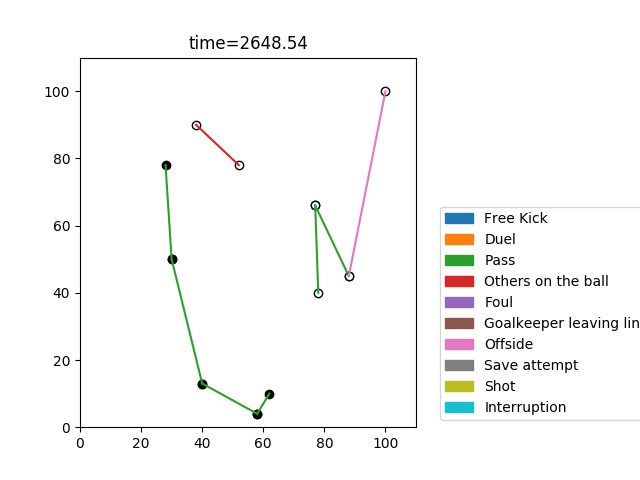 time=2648.54
100
80
60
40
20
0
0 20 40 60 80 100
Free Kick
Duel
Pass
Others on the ball
Foul
Goalkeeper leaving lin
Offside
Save attempt
Shot
Interruption